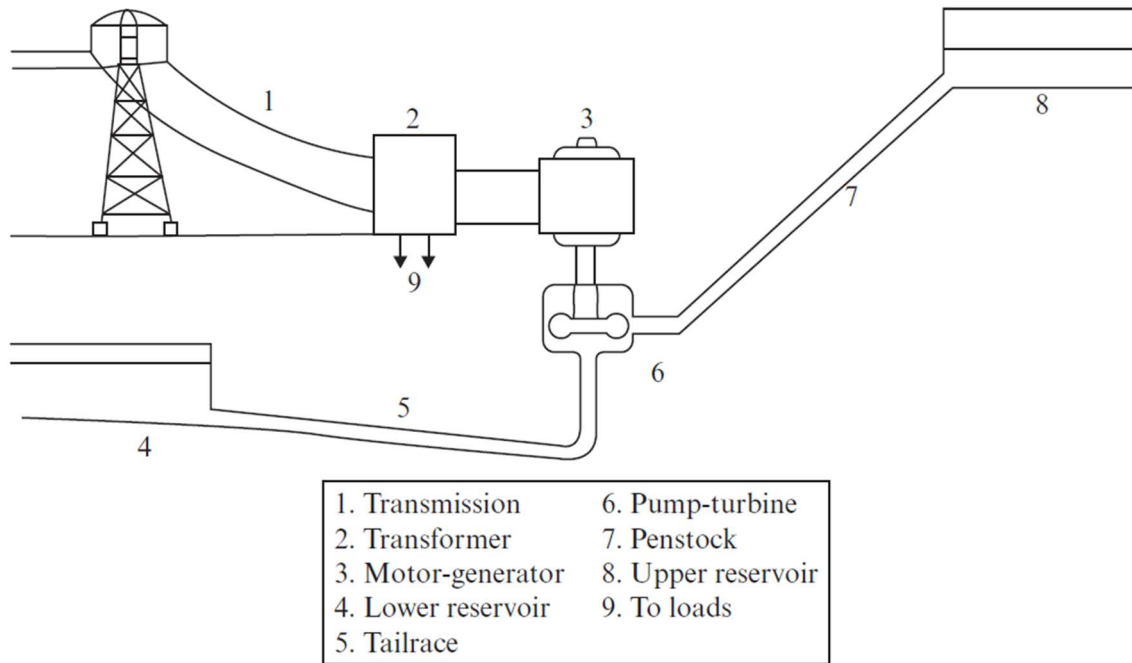 1
2
3
8
7
9
6
5
4
1. Transmission 6. Pump-turbine
2. Transformer 7. Penstock
3. Motor-generator 8. Upper reservoir
4. Lower reservoir 9. To loads
5. Tailrace